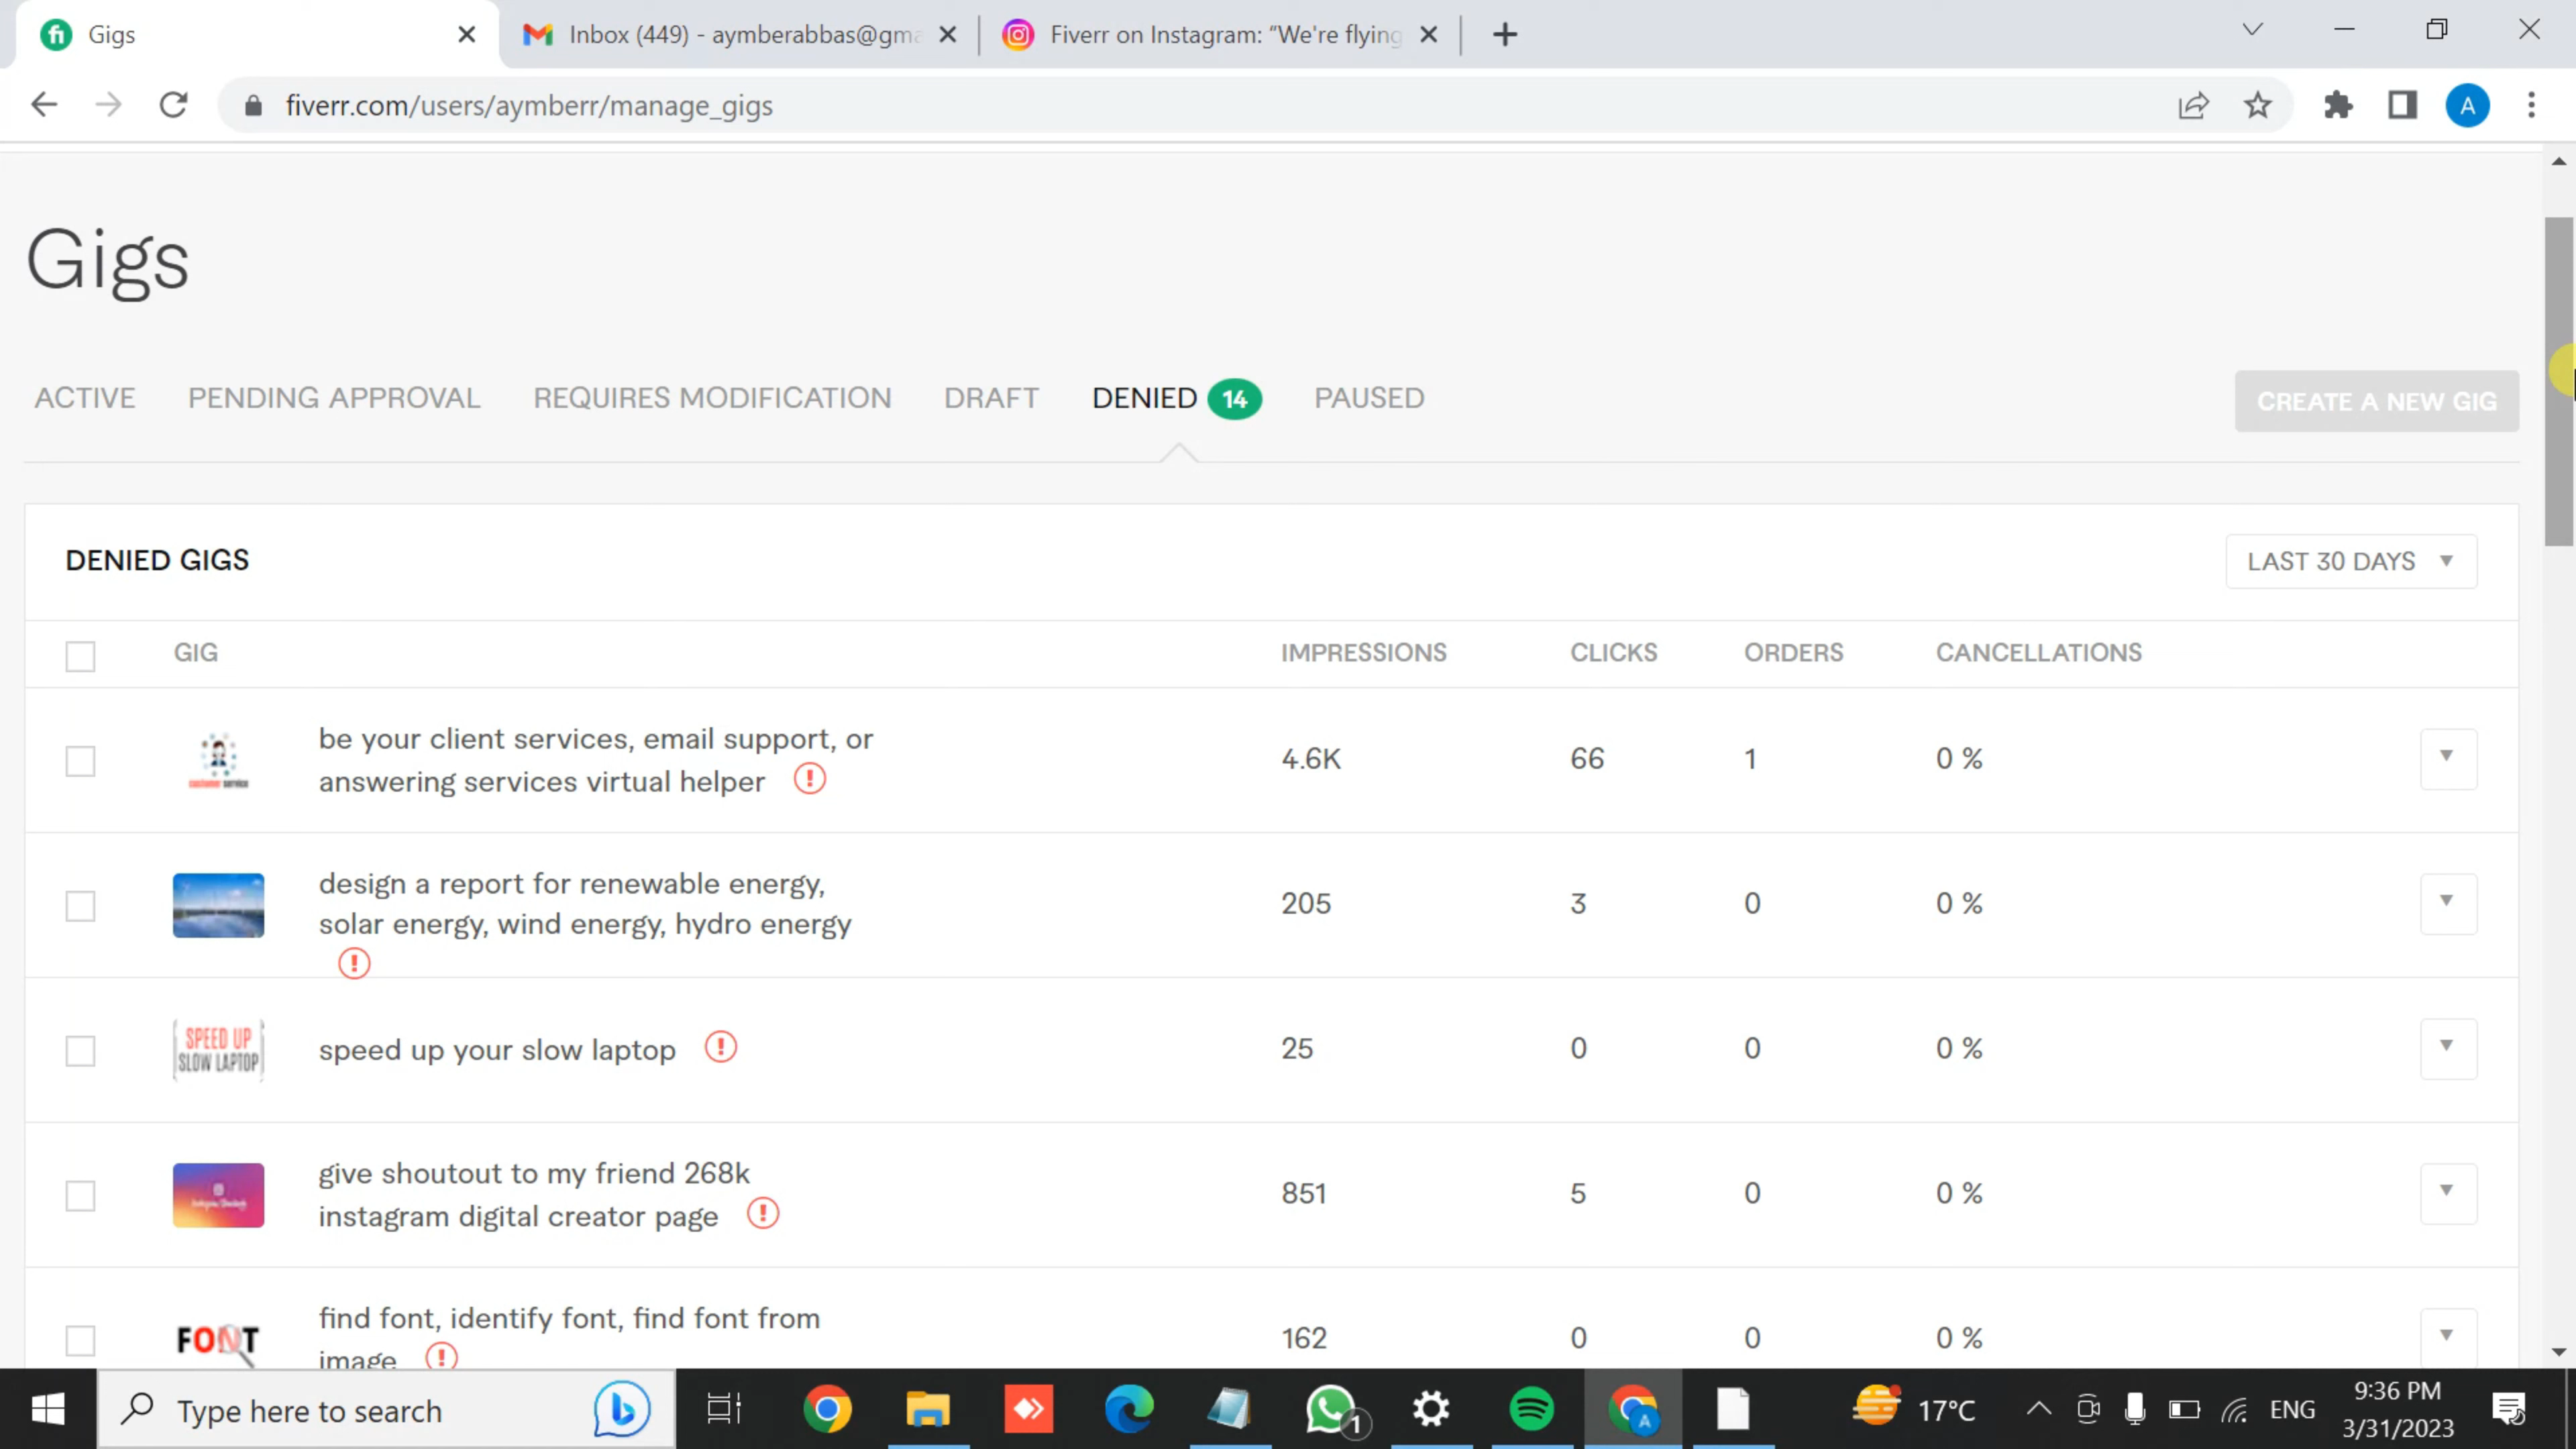 Gigs
Inbox (449) - aymberabbas@gma
Fiverr on Instagram: “We're flying
fiverr.com/users/aymberr/manage_gigs
A
Gigs
ACTIVE PENDING APPROVAL REQUIRES MODIFICATION DRAFT DENIED 14 PAUSED CREATE A NEW GIG
DENIED GIGS LAST 30 DAYS
GIG IMPRESSIONS CLICKS ORDERS CANCELLATIONS
customer service
be your client services, email support, or
answering services virtual helper
4.6K 66 1 0 %
design a report for renewable energy,
solar energy, wind energy, hydro energy
205 3 0 0 %
SPEED UP
SLOW LAPTOP
speed up your slow laptop
25 0 0 0 %
give shoutout to my friend 268k
instagram digital creator page
851 5 0 0 %
FONT
find font, identify font, find font from
image
162 0 0 0 %
Type here to search
1
A
17°C
ENG
9:36 PM
3/31/2023